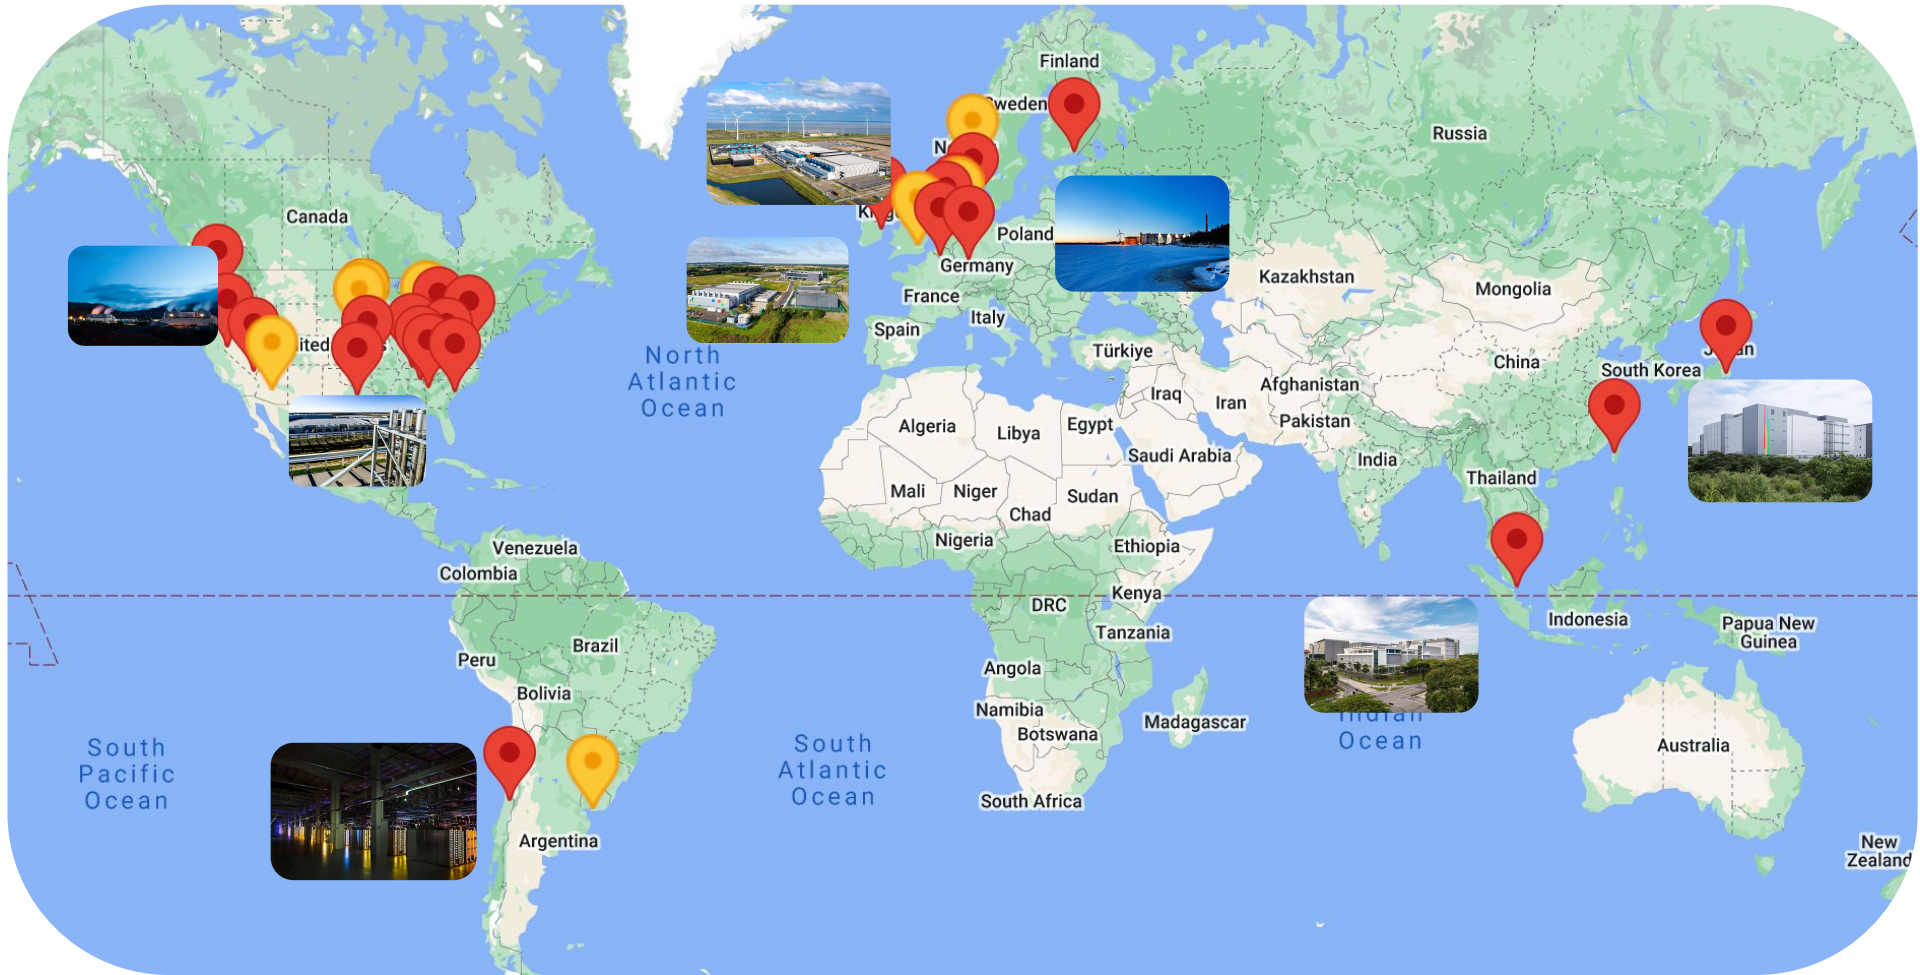 Finland
Sweden
Russia
Canada
Poland
Germany
Kazakhstan
Mongolia
France
Italy
Spain
Türkiye
China
South Korea
North
Atlantic
Ocean
Iraq
Iran
Afghanistan
Pakistan
Algeria
Libya
Egypt
Saudi Arabia
India
Thailand
Mali
Niger
Sudan
Chad
Nigeria
Ethiopia
Venezuela
Colombia
DRC
Kenya
Tanzania
Indonesia
Papua New
Guinea
Brazil
Peru
Bolivia
Angola
Namibia
Botswana
Madagascar
Indian
Ocean
South
Pacific
Ocean
South
Atlantic
Ocean
Australia
South Africa
Argentina
New
Zealand